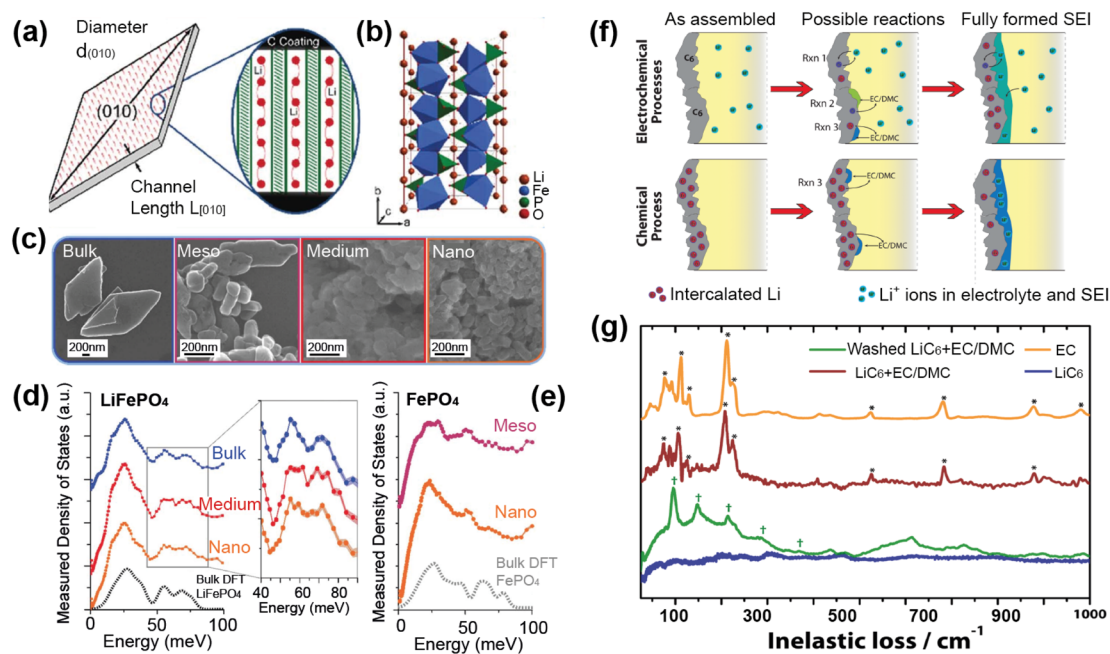 (a)
Diameter
d(010)
(010)
Channel
Length L[010]
C Coating
Li
Li
Li
(b)
b
c
a
Li
Fe
P
O
(c)
Bulk
Meso
Medium
Nano
200nm
200nm
200nm
200nm
(d)
LiFePO4
Measured Density of States (a.u.)
Bulk
Medium
Nano
Bulk DFT
LiFePO4
0 50 100
Energy (meV)
40 60 80
Energy (meV)
(e)
FePO4
Measured Density of States (a.u.)
Meso
Nano
Bulk DFT
FePO4
0 50 100
Energy (meV)
(f)
As assembled
Possible reactions
Fully formed SEI
Electrochemical
Processes
C6
C6
Rxn 1
Rxn 2
EC/DMC
Rxn 3
EC/DMC
Chemical
Process
Rxn 3
EC/DMC
EC/DMC
Intercalated Li
Li+ ions in electrolyte and SEI
(g)
Washed LiC6+EC/DMC
EC
LiC6+EC/DMC
LiC6
* * * * * * * * *
* * * * * * * *
† † † † †
100 200 300 400 500 600 700 800 900 1000
Inelastic loss / cm-1